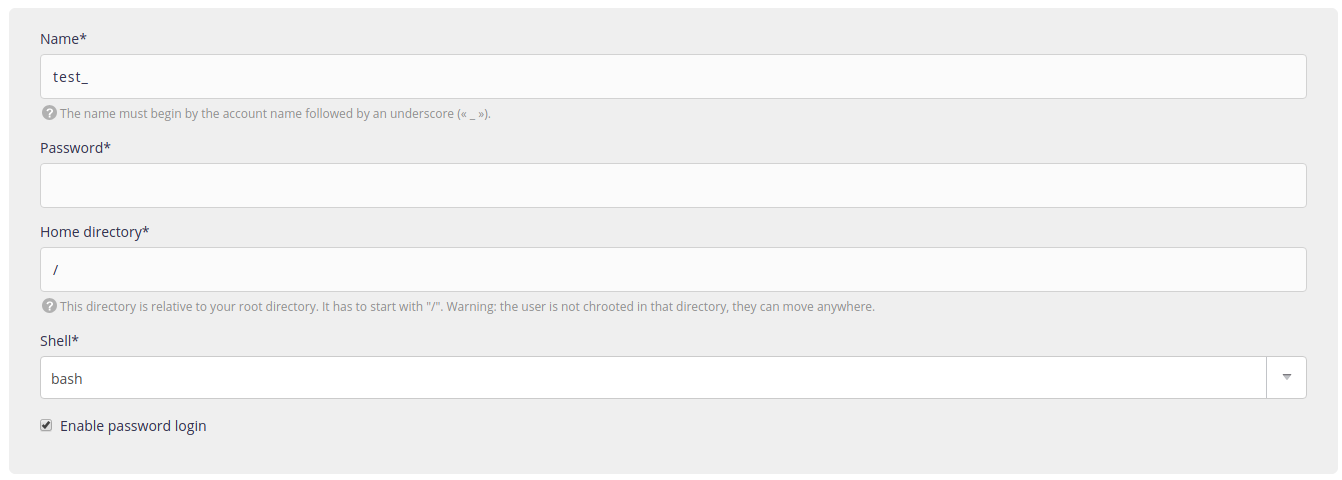 Name*
test_
? The name must begin by the account name followed by an underscore (« _ »).
Password*
Home directory*
/
? This directory is relative to your root directory. It has to start with "/". Warning: the user is not chrooted in that directory, they can move anywhere.
Shell*
bash
Enable password login